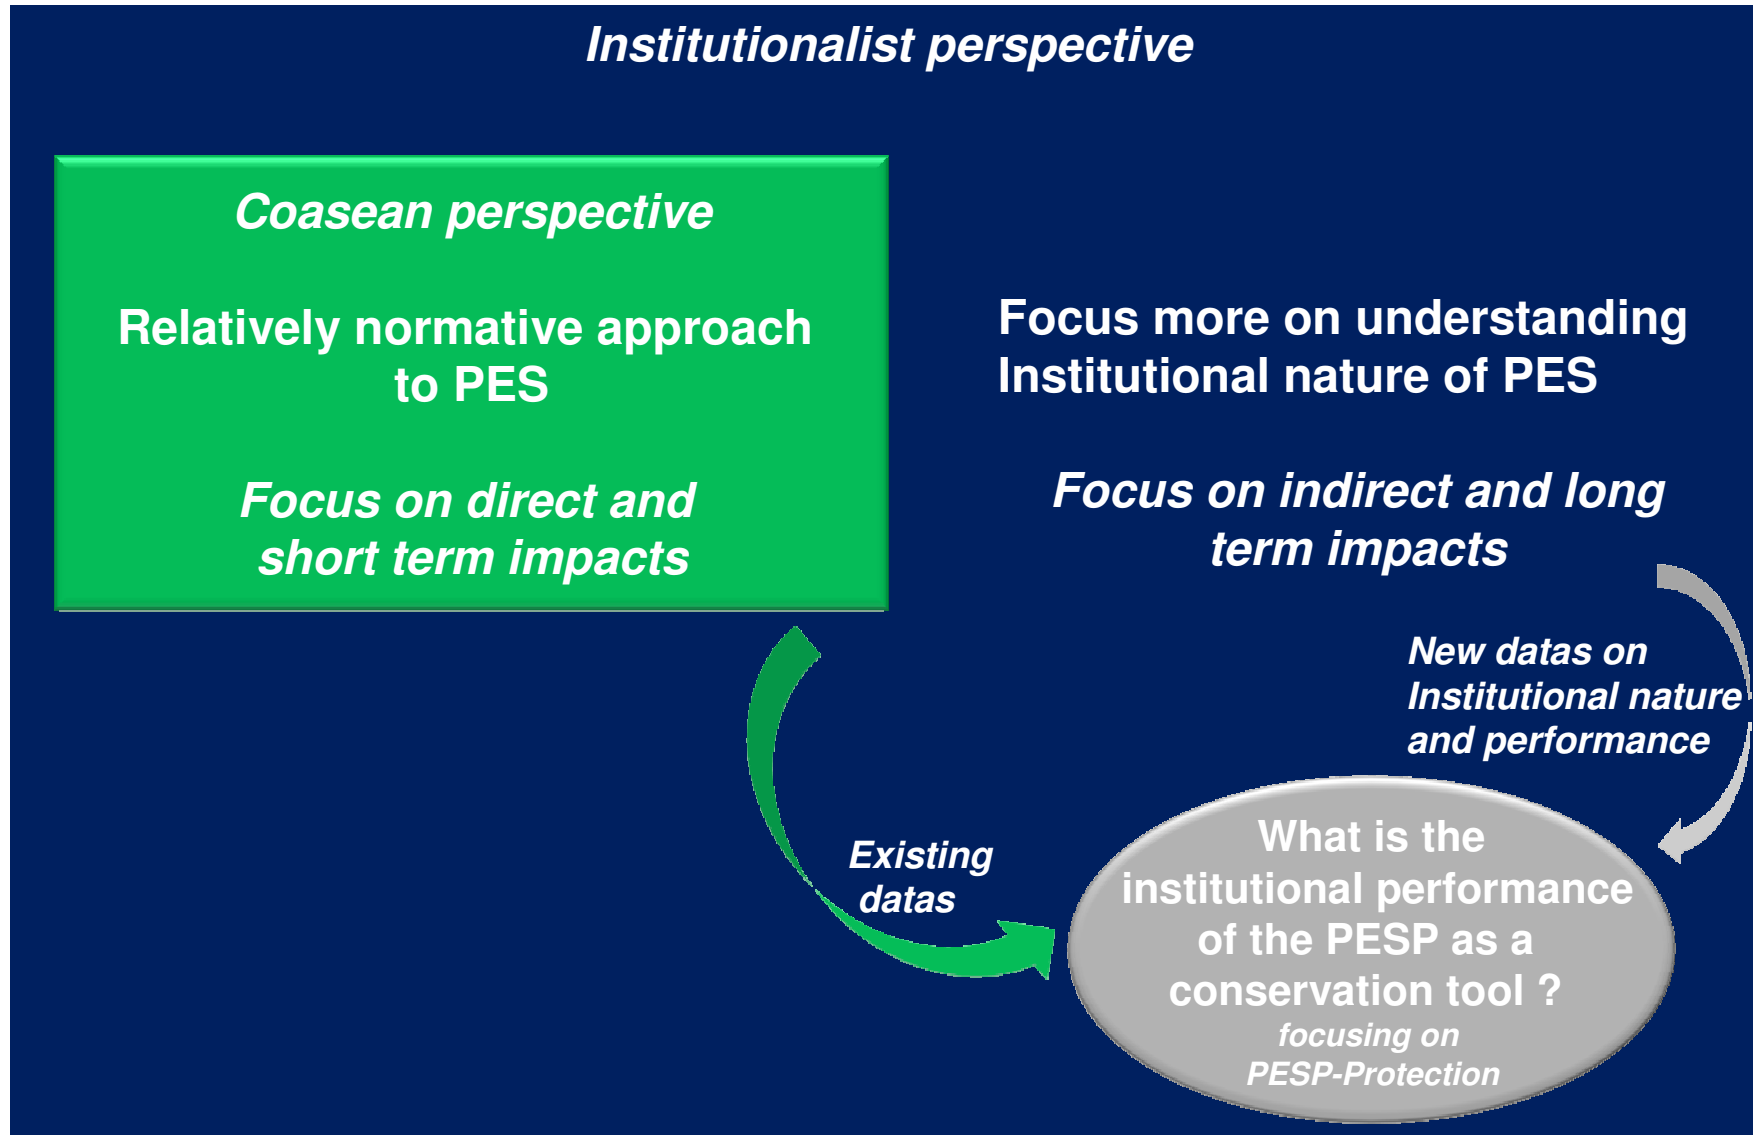 Institutionalist perspective
Coasean perspective
Relatively normative approach
to PES
Focus on direct and
short term impacts
Focus more on understanding
Institutional nature of PES
Focus on indirect and long
term impacts
New datas on
Institutional nature
and performance
Existing
datas
What is the
institutional performance
of the PESP as a
conservation tool ?
focusing on
PESP-Protection